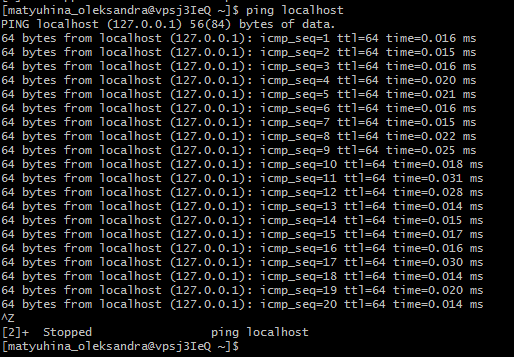 [matyuhina_oleksandra@vpsj3IeQ ~]$ ping localhost
PING localhost (127.0.0.1) 56(84) bytes of data.
64 bytes from localhost (127.0.0.1): icmp_seq=1 ttl=64 time=0.016 ms
64 bytes from localhost (127.0.0.1): icmp_seq=2 ttl=64 time=0.015 ms
64 bytes from localhost (127.0.0.1): icmp_seq=3 ttl=64 time=0.016 ms
64 bytes from localhost (127.0.0.1): icmp_seq=4 ttl=64 time=0.020 ms
64 bytes from localhost (127.0.0.1): icmp_seq=5 ttl=64 time=0.021 ms
64 bytes from localhost (127.0.0.1): icmp_seq=6 ttl=64 time=0.016 ms
64 bytes from localhost (127.0.0.1): icmp_seq=7 ttl=64 time=0.015 ms
64 bytes from localhost (127.0.0.1): icmp_seq=8 ttl=64 time=0.022 ms
64 bytes from localhost (127.0.0.1): icmp_seq=9 ttl=64 time=0.025 ms
64 bytes from localhost (127.0.0.1): icmp_seq=10 ttl=64 time=0.018 ms
64 bytes from localhost (127.0.0.1): icmp_seq=11 ttl=64 time=0.031 ms
64 bytes from localhost (127.0.0.1): icmp_seq=12 ttl=64 time=0.028 ms
64 bytes from localhost (127.0.0.1): icmp_seq=13 ttl=64 time=0.014 ms
64 bytes from localhost (127.0.0.1): icmp_seq=14 ttl=64 time=0.015 ms
64 bytes from localhost (127.0.0.1): icmp_seq=15 ttl=64 time=0.017 ms
64 bytes from localhost (127.0.0.1): icmp_seq=16 ttl=64 time=0.016 ms
64 bytes from localhost (127.0.0.1): icmp_seq=17 ttl=64 time=0.030 ms
64 bytes from localhost (127.0.0.1): icmp_seq=18 ttl=64 time=0.014 ms
64 bytes from localhost (127.0.0.1): icmp_seq=19 ttl=64 time=0.020 ms
64 bytes from localhost (127.0.0.1): icmp_seq=20 ttl=64 time=0.014 ms
^Z
[2]+  Stopped                 ping localhost
[matyuhina_oleksandra@vpsj3IeQ ~]$